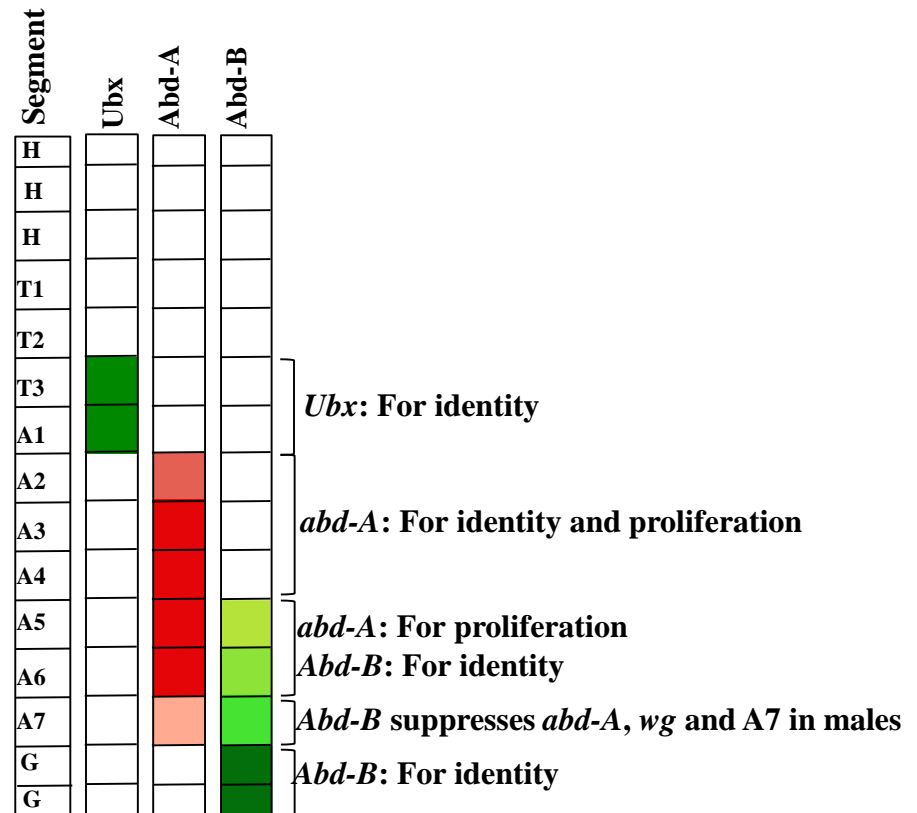 Segment
Ubx
Abd-A
Abd-B
H
H
H
T1
T2
T3
A1
A2
A3
A4
A5
A6
A7
G
G
Ubx: For identity
abd-A: For identity and proliferation
abd-A: For proliferation
Abd-B: For identity
Abd-B suppresses abd-A, wg and A7 in males
Abd-B: For identity